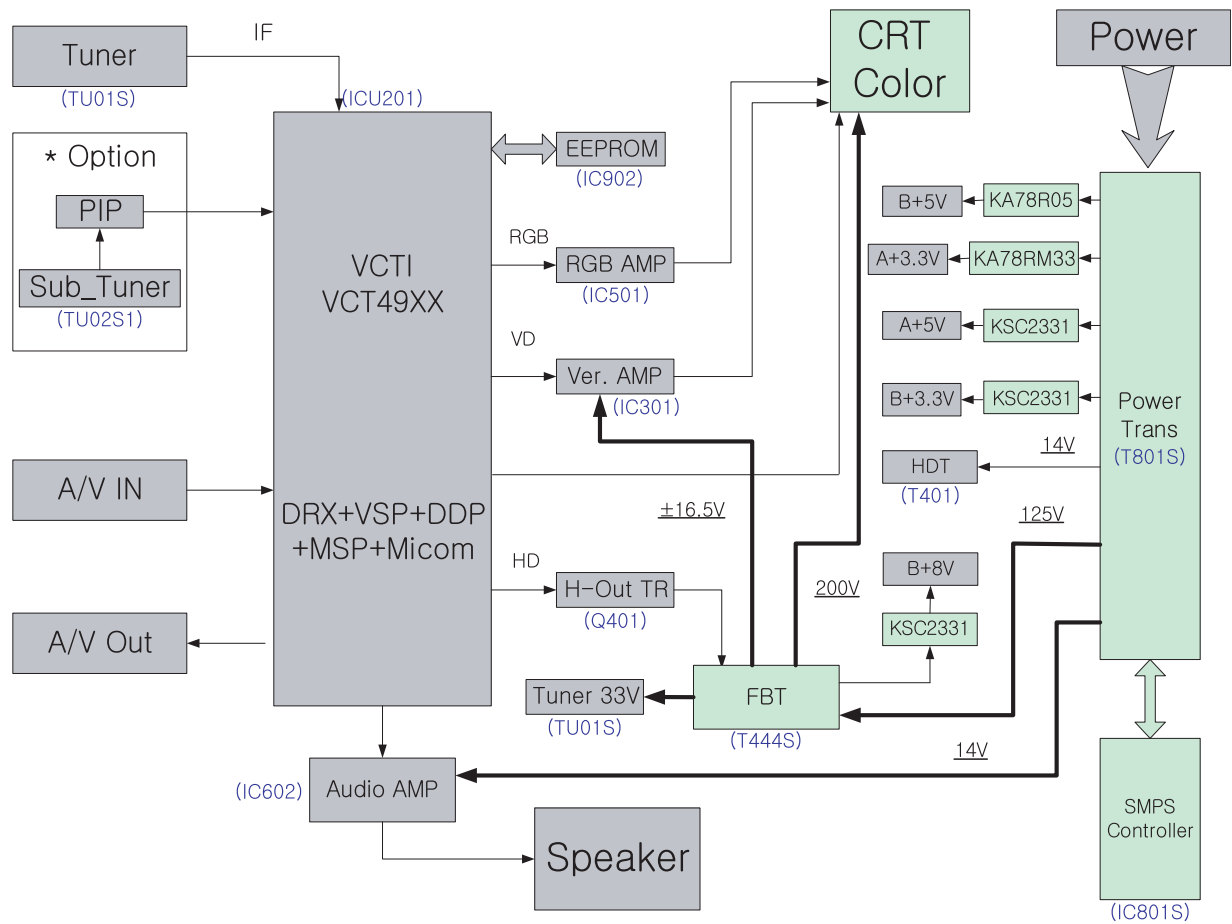 Tuner
(TU01S)
IF
(ICU201)
* Option
PIP
Sub_Tuner
(TU02S1)
A/V IN
A/V Out
VCTI
VCT49XX
DRX+VSP+DDP
+MSP+Micom
EEPROM
(IC902)
RGB
RGB AMP
(IC501)
VD
Ver. AMP
(IC301)
±16.5V
HD
H-Out TR
(Q401)
200V
Tuner 33V
(TU01S)
FBT
(T444S)
(IC602)
Audio AMP
Speaker
CRT
Color
Power
B+5V
KA78R05
A+3.3V
KA78RM33
A+5V
KSC2331
B+3.3V
KSC2331
14V
HDT
(T401)
125V
B+8V
KSC2331
14V
Power
Trans
(T801S)
SMPS
Controller
(IC801S)